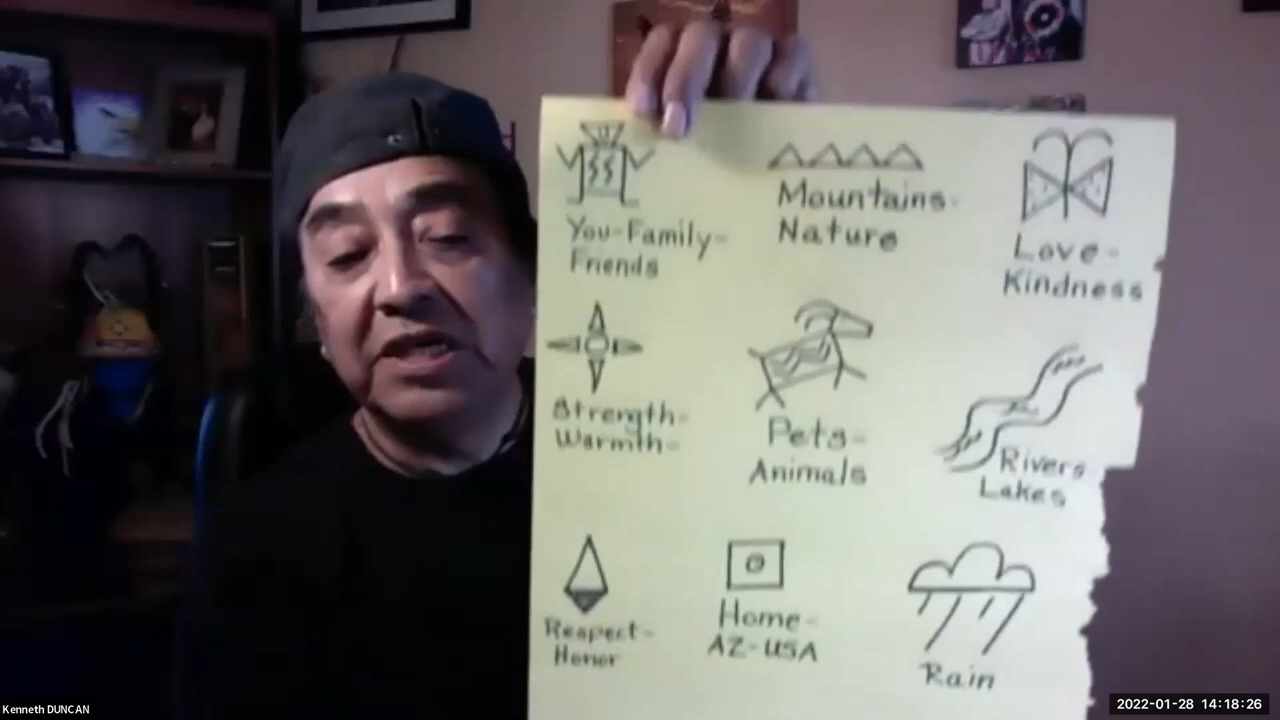 You-Family-
Friends
Mountains-
Nature
Love-
Kindness
Strength-
Warmth-
Pets-
Animals
Rivers
Lakes
Respect-
Honor
Home-
AZ-USA
Rain
Kenneth DUNCAN
2022-01-28 14:18:26